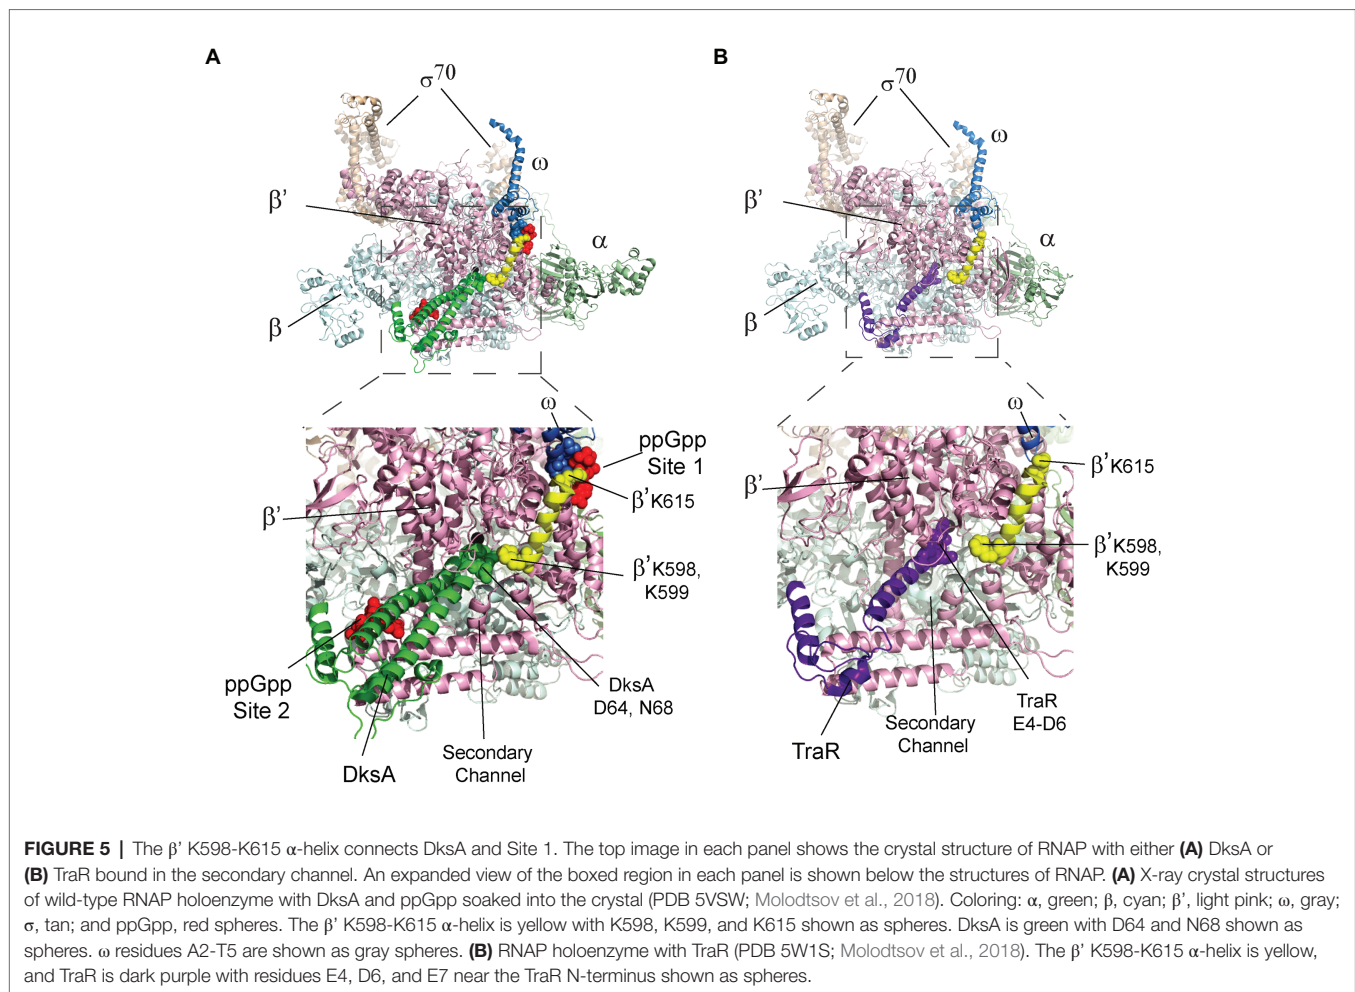 A
B
σ70
σ70
ω
ω
β'
β'
α
α
β
β
ω
ω
ppGpp
Site 1
β'K615
β'K615
β'
β'
β'K598,
K599
β'K598,
K599
ppGpp
Site 2
DksA
D64, N68
TraR
E4-D6
Secondary
Channel
Secondary
Channel
DksA
TraR
FIGURE 5 | The β' K598-K615 α-helix connects DksA and Site 1. The top image in each panel shows the crystal structure of RNAP with either (A) DksA or
(B) TraR bound in the secondary channel. An expanded view of the boxed region in each panel is shown below the structures of RNAP. (A) X-ray crystal structures
of wild-type RNAP holoenzyme with DksA and ppGpp soaked into the crystal (PDB 5VSW; Molodtsov et al., 2018). Coloring: α, green; β, cyan; β', light pink; ω, gray;
σ, tan; and ppGpp, red spheres. The β' K598-K615 α-helix is yellow with K598, K599, and K615 shown as spheres. DksA is green with D64 and N68 shown as
spheres. ω residues A2-T5 are shown as gray spheres. (B) RNAP holoenzyme with TraR (PDB 5W1S; Molodtsov et al., 2018). The β' K598-K615 α-helix is yellow,
and TraR is dark purple with residues E4, D6, and E7 near the TraR N-terminus shown as spheres.